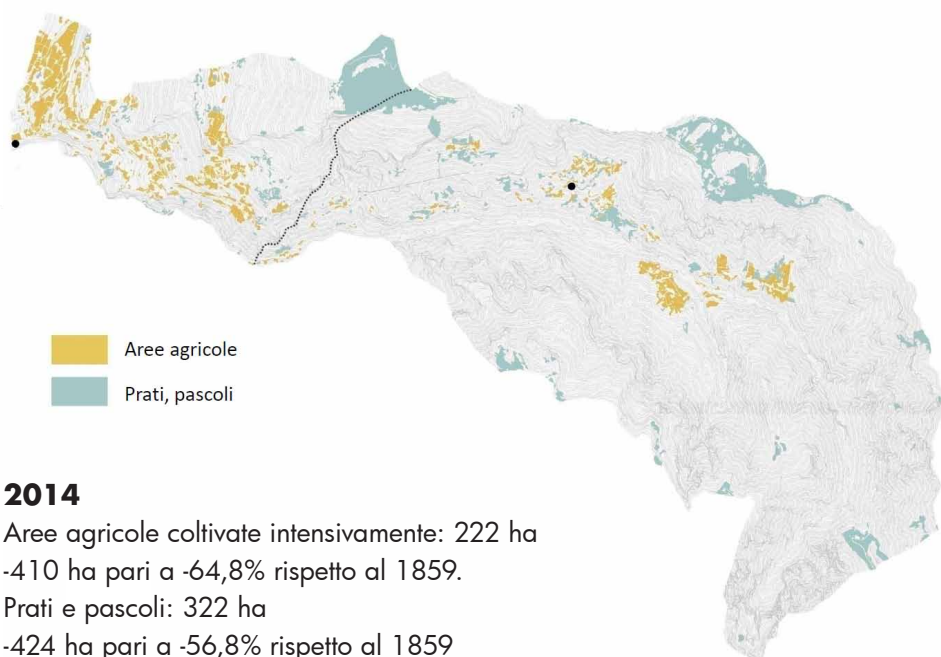 Aree agricole
Prati, pascoli
2014
Aree agricole coltivate intensivamente: 222 ha
-410 ha pari a -64,8% rispetto al 1859.
Prati e pascoli: 322 ha
-424 ha pari a -56,8% rispetto al 1859